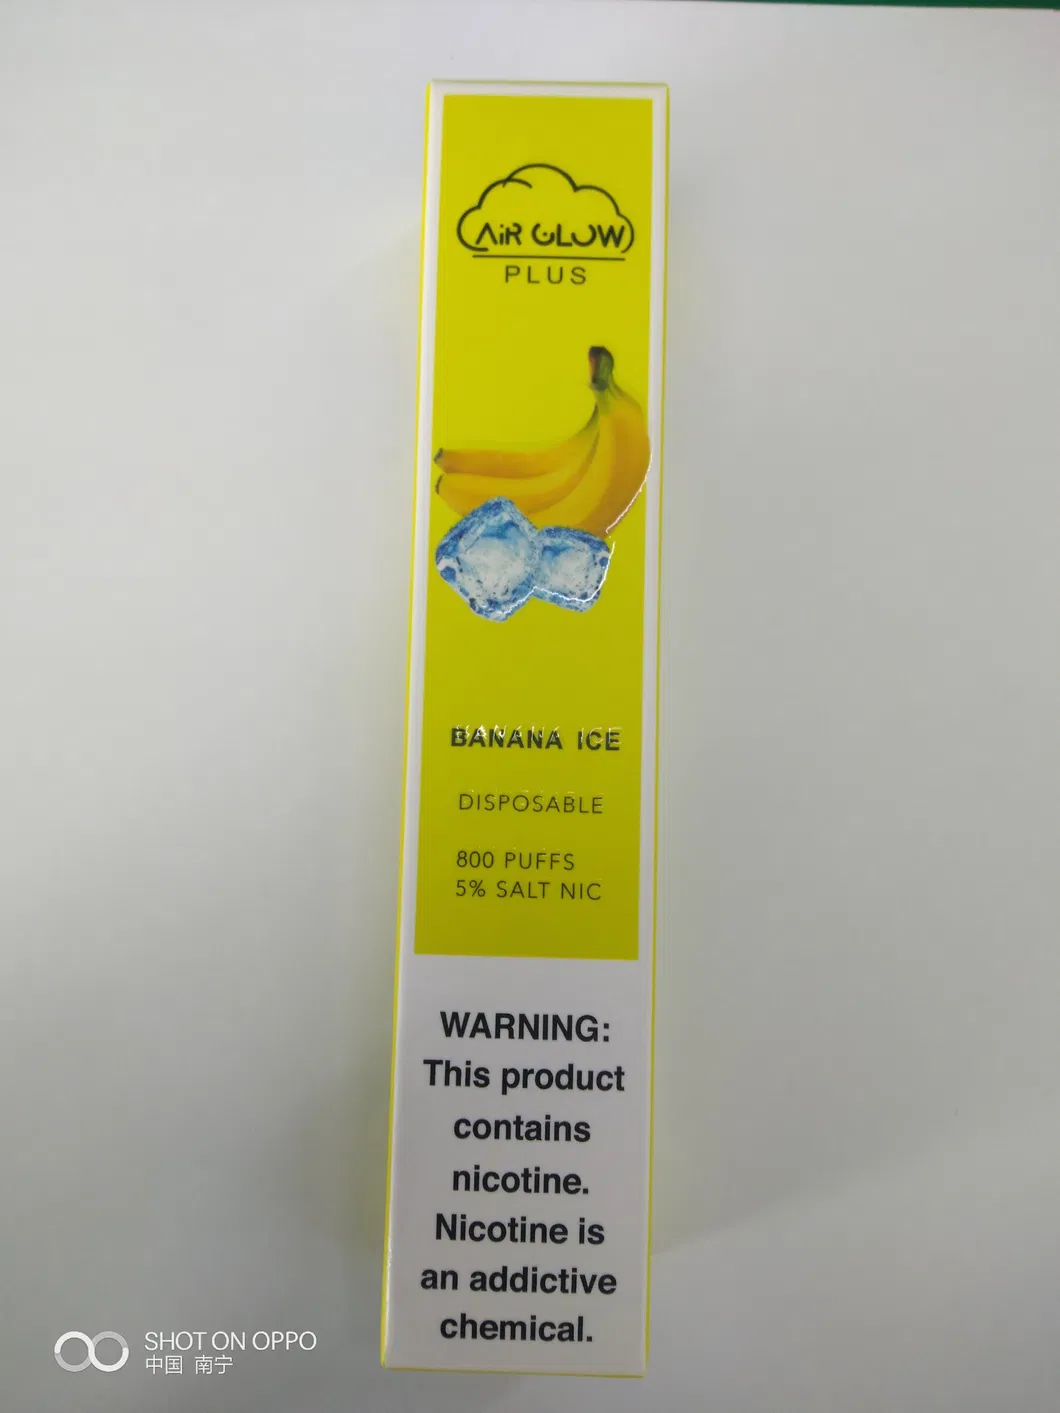 AiR GLOW
PLUS
BANANA ICE
DISPOSABLE
800 PUFFS
5% SALT NIC
WARNING:
This product
contains
nicotine.
Nicotine is
an addictive
chemical.
SHOT ON OPPO
中国 南宁